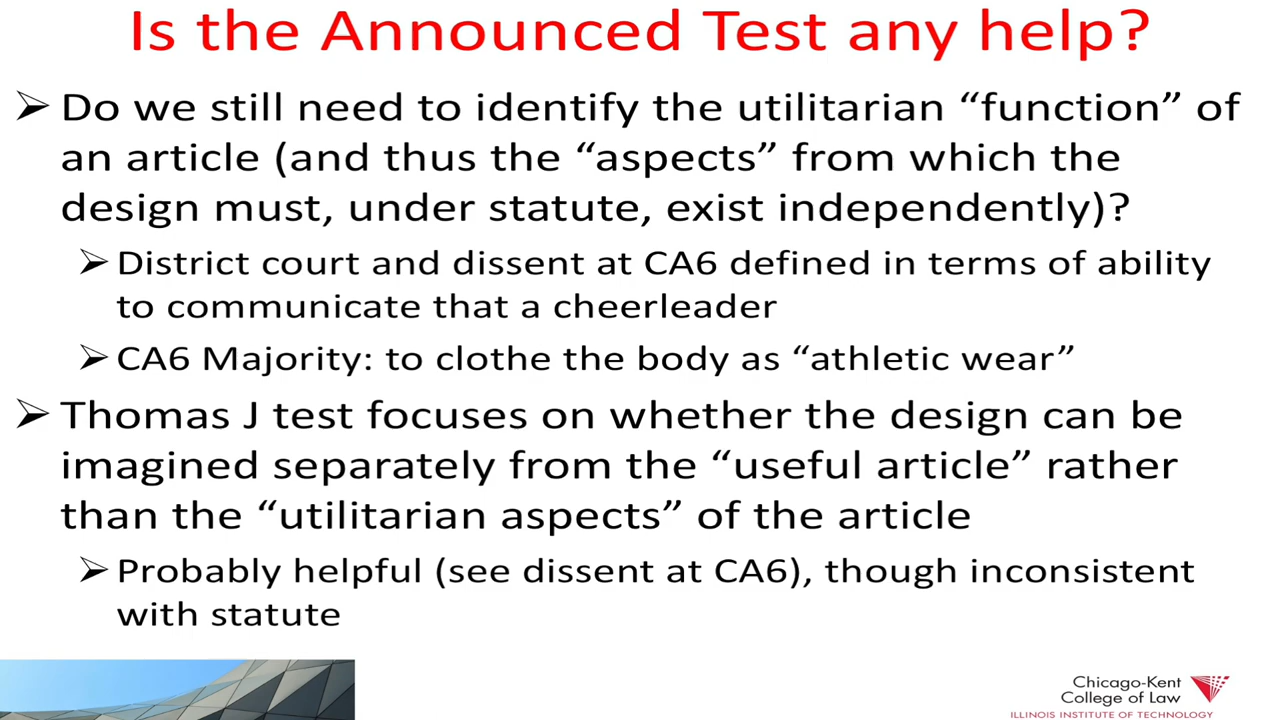 Is the Announced Test any help?
➢ Do we still need to identify the utilitarian “function” of
an article (and thus the “aspects” from which the
design must, under statute, exist independently)?
➢ District court and dissent at CA6 defined in terms of ability
to communicate that a cheerleader
➢ CA6 Majority: to clothe the body as “athletic wear”
➢ Thomas J test focuses on whether the design can be
imagined separately from the “useful article” rather
than the “utilitarian aspects” of the article
➢ Probably helpful (see dissent at CA6), though inconsistent
with statute
Chicago-Kent
College of Law
ILLINOIS INSTITUTE OF TECHNOLOGY